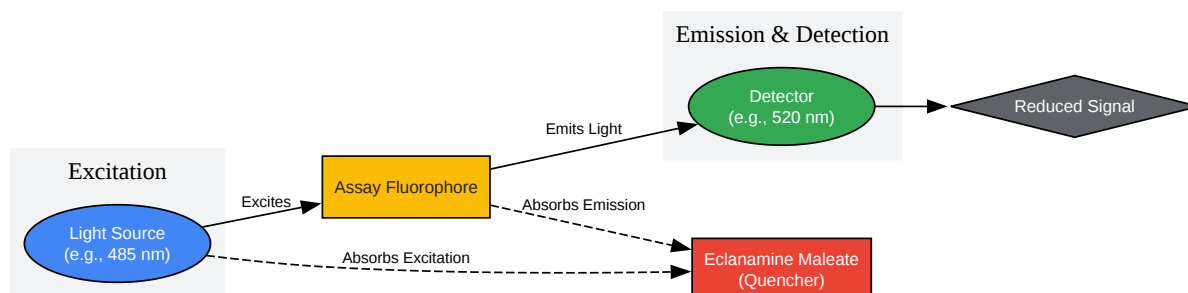 Emission & Detection
Detector
(e.g., 520 nm)
Reduced Signal
Emits Light
Excitation
Assay Fluorophore
Excites
Absorbs Emission
Light Source
(e.g., 485 nm)
Absorbs Excitation
Eclanamine Maleate
(Quencher)